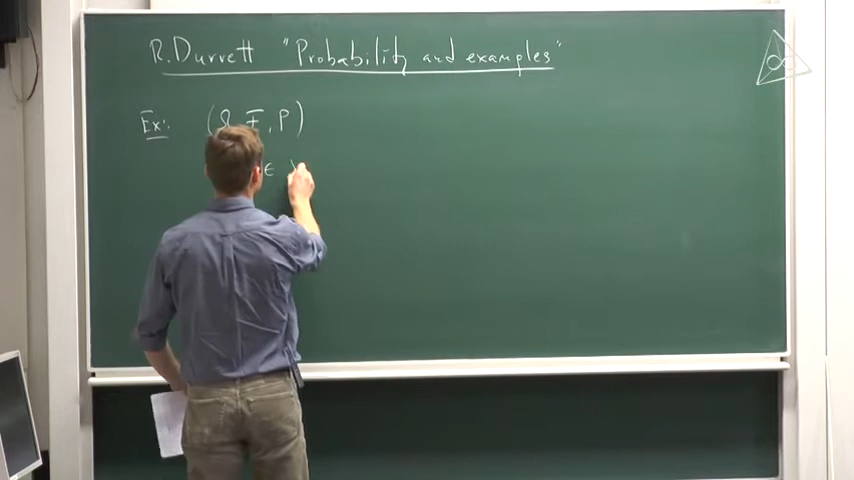 R. Durrett "Probability and examples"
Ex: (Ω, F, P)
∈